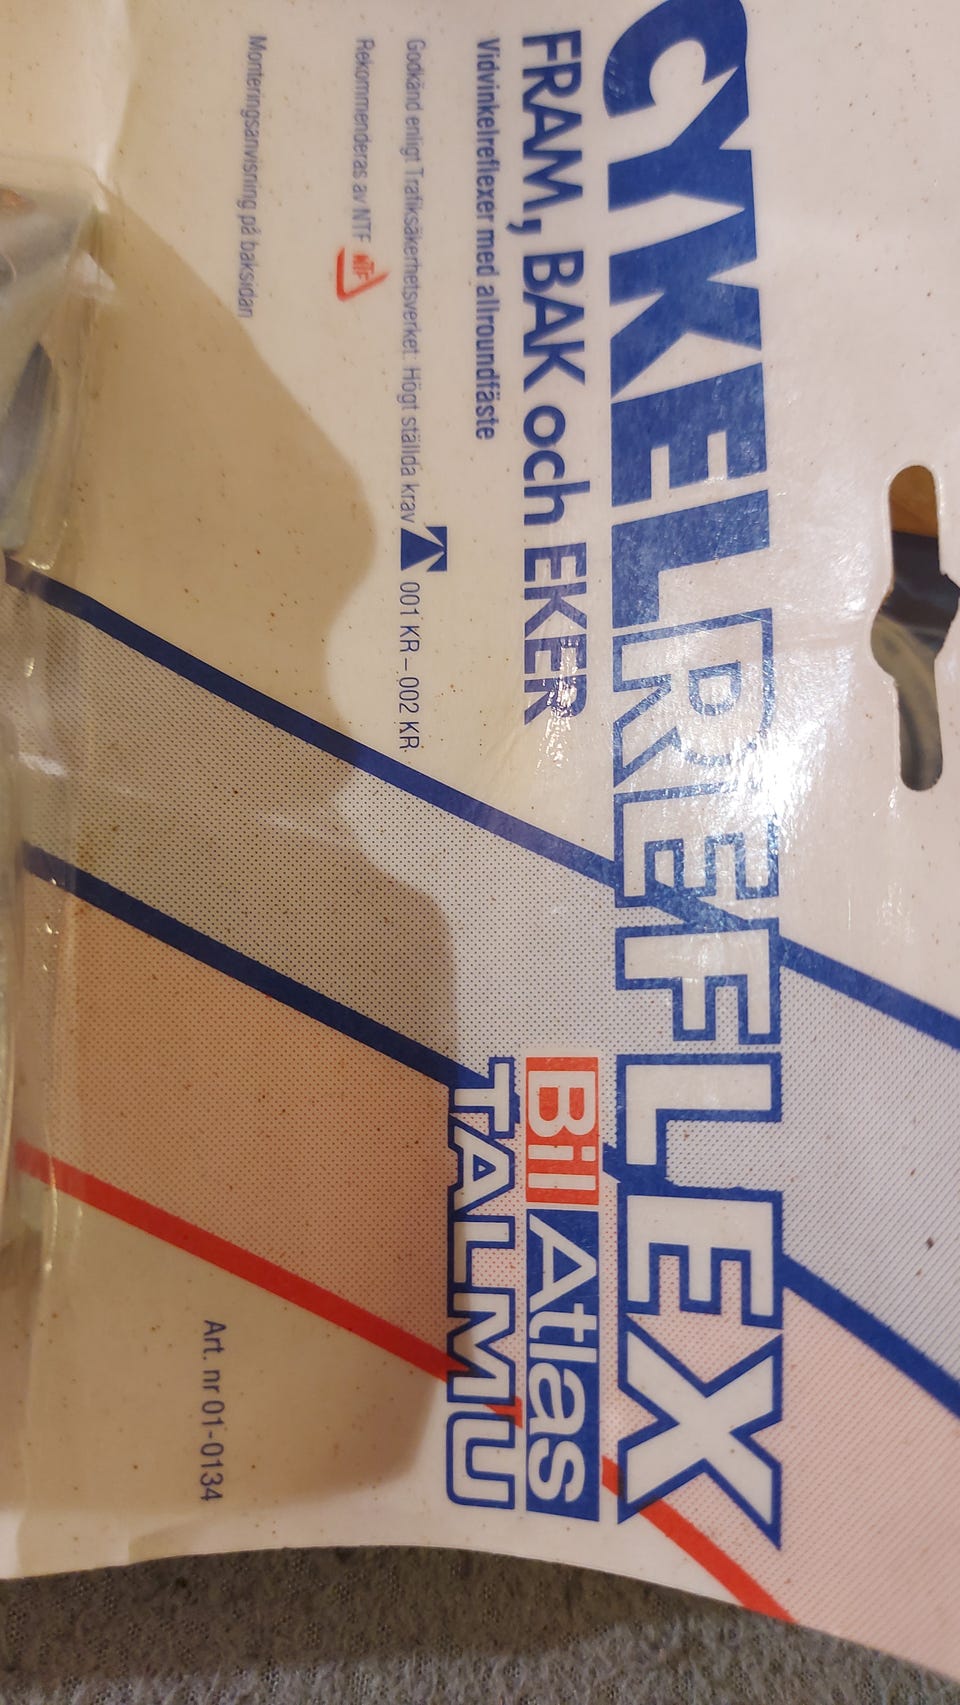 CYKELREFLEX
FRAM, BAK och EKER
Vidvinkelreflexer med allroundfäste
Godkänd enligt Trafiksäkerhetsverket. Högt ställda krav 001 KR – 002 KR.
Rekommenderas av NTF NTF
Monteringsanvisning på baksidan
Bil Atlas
TALMU
Art. nr 01-0134